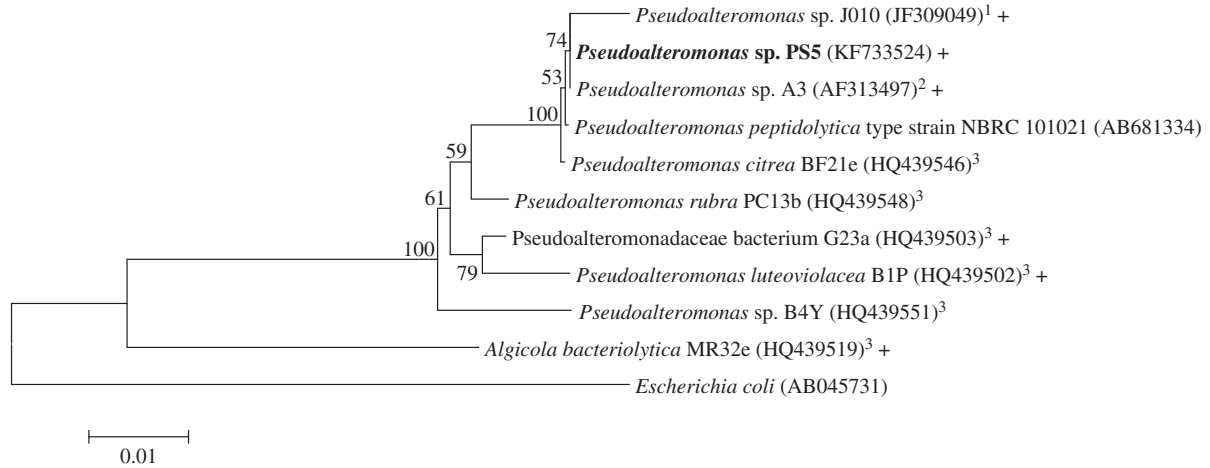 Pseudoalteromonas sp. J010 (JF309049)¹ +
74
Pseudoalteromonas sp. PS5 (KF733524) +
53
Pseudoalteromonas sp. A3 (AF313497)² +
100
Pseudoalteromonas peptidolytica type strain NBRC 101021 (AB681334)
59
Pseudoalteromonas citrea BF21e (HQ439546)³
61
Pseudoalteromonas rubra PC13b (HQ439548)³
100
Pseudoalteromonadaceae bacterium G23a (HQ439503)³ +
79
Pseudoalteromonas luteoviolacea B1P (HQ439502)³ +
Pseudoalteromonas sp. B4Y (HQ439551)³
Algicola bacteriolytica MR32e (HQ439519)³ +
Escherichia coli (AB045731)
0.01